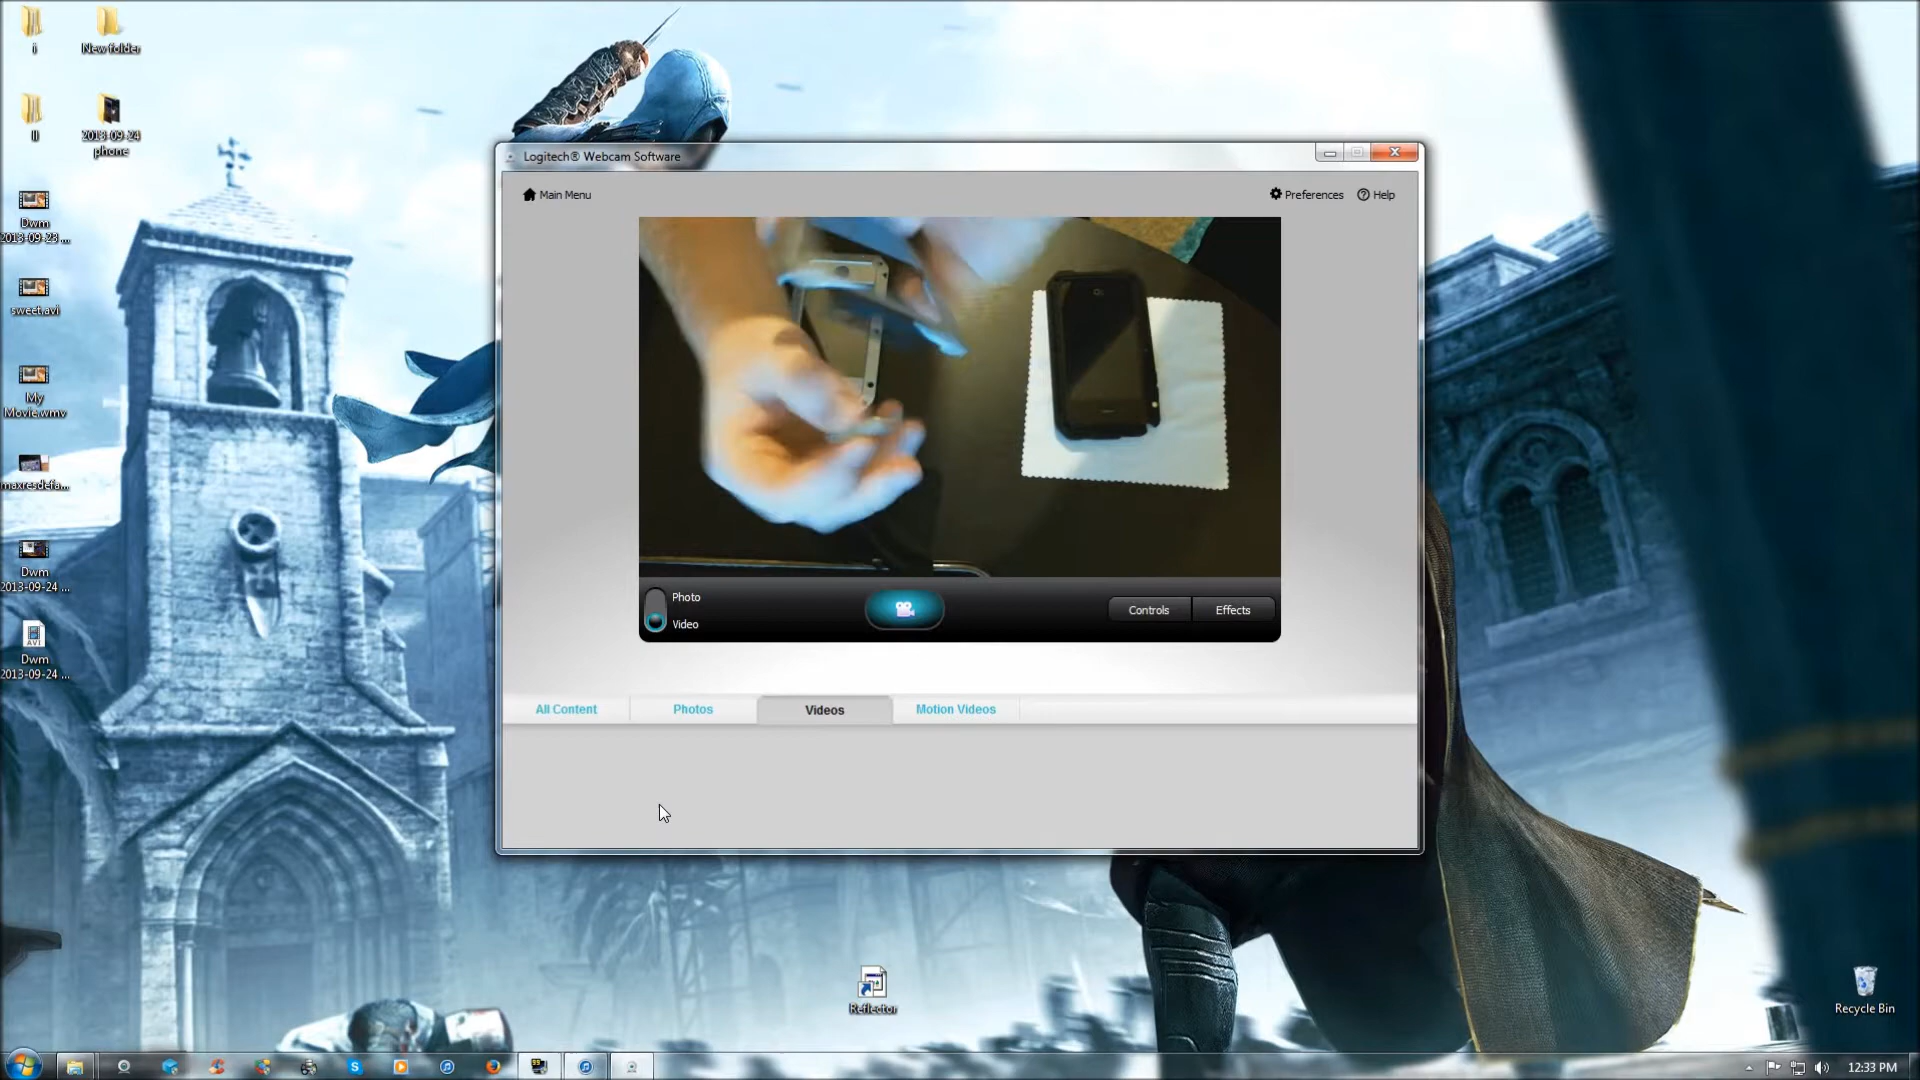 i
New folder
II
2013-09-24
phone
Dwm
2013-09-23 ...
sweet.avi
My
Movie.wmv
maxresdefa...
Dwm
2013-09-24 ...
AVI
Dwm
2013-09-24 ...
Logitech® Webcam Software
Main Menu
Preferences
Help
Photo
Video
Controls
Effects
All Content
Photos
Videos
Motion Videos
Reflector
Recycle Bin
12:33 PM